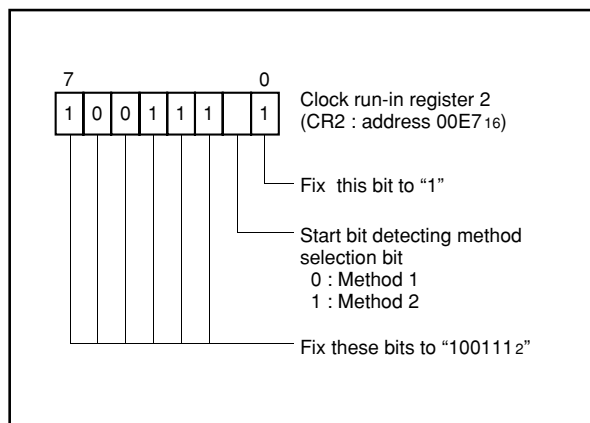 7 0
1 0 0 1 1 1 1
Clock run-in register 2
(CR2 : address 00E716)
Fix this bit to “1”
Start bit detecting method
selection bit
0 : Method 1
1 : Method 2
Fix these bits to “1001112”